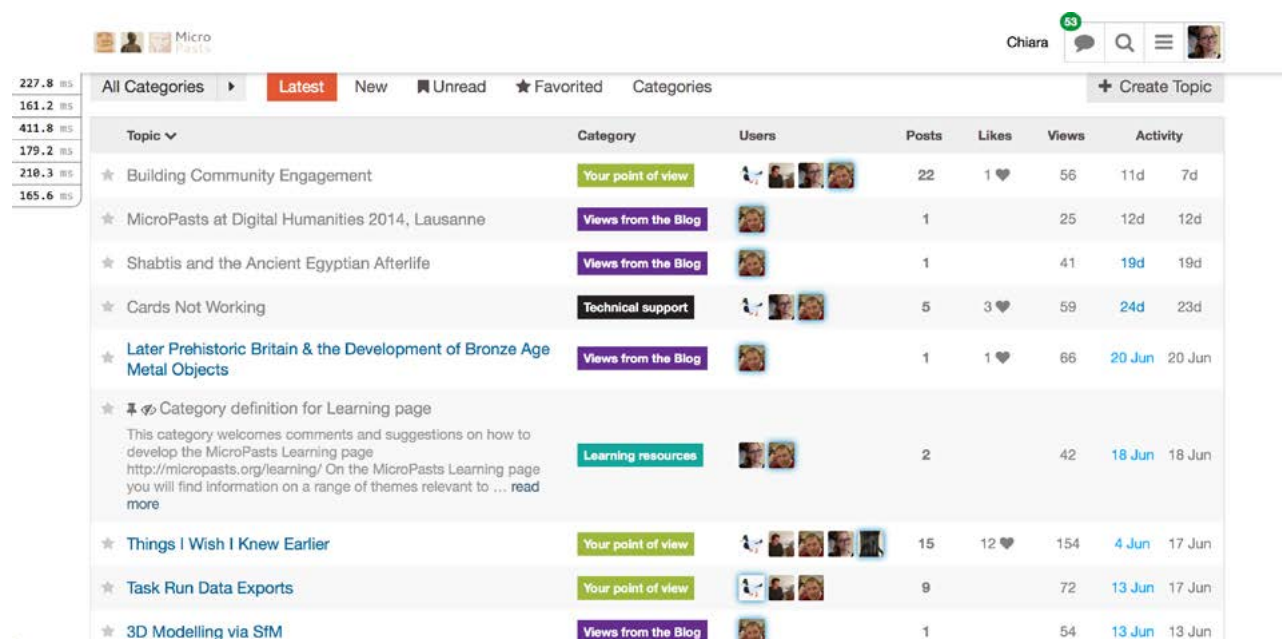 Micro
Pasts
53
Chiara
227.8 ms
161.2 ms
411.8 ms
179.2 ms
210.3 ms
165.6 ms
All Categories Latest New Unread Favorited Categories + Create Topic
Topic Category Users Posts Likes Views Activity
Building Community Engagement Your point of view 22 1 56 11d 7d
MicroPasts at Digital Humanities 2014, Lausanne Views from the Blog 1 25 12d 12d
Shabtis and the Ancient Egyptian Afterlife Views from the Blog 1 41 19d 19d
Cards Not Working Technical support 5 3 59 24d 23d
Later Prehistoric Britain & the Development of Bronze Age
Metal Objects Views from the Blog 1 1 66 20 Jun 20 Jun
Category definition for Learning page
This category welcomes comments and suggestions on how to
develop the MicroPasts Learning page
http://micropasts.org/learning/ On the MicroPasts Learning page
you will find information on a range of themes relevant to ... read
more
Learning resources 2 42 18 Jun 18 Jun
Things I Wish I Knew Earlier Your point of view 15 12 154 4 Jun 17 Jun
Task Run Data Exports Your point of view 9 72 13 Jun 17 Jun
3D Modelling via SfM Views from the Blog 1 54 13 Jun 13 Jun